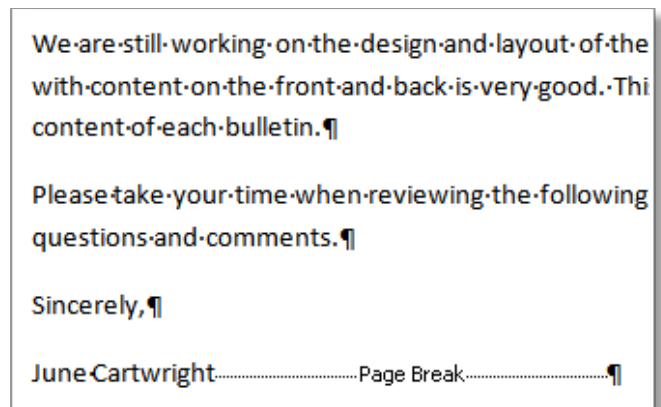 We are still working on the design and layout of the
with content on the front and back is very good. Thi
content of each bulletin.¶
Please take your time when reviewing the following
questions and comments.¶
Sincerely,¶
June Cartwright Page Break ¶